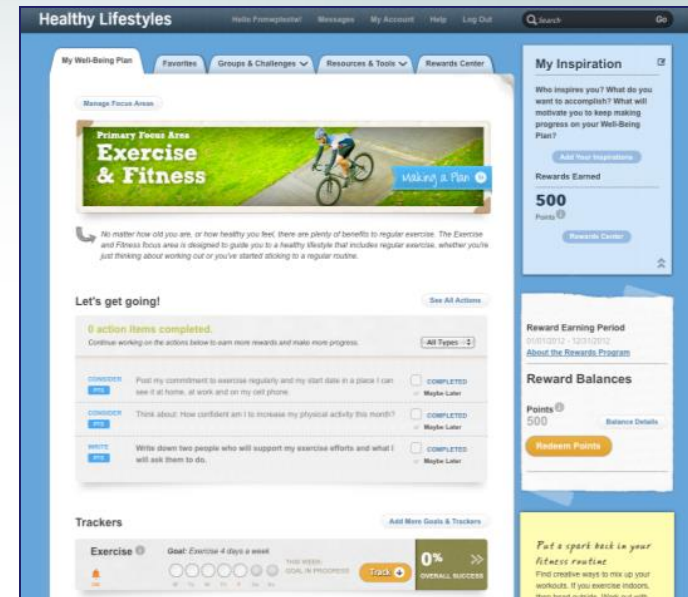 Healthy Lifestyles
Messages My Account Help Log Out
Search Go
My Well-Being Plan Favorites Groups & Challenges Resources & Tools Rewards Center
Manage Focus Areas
Primary Focus Area
Exercise
& Fitness
Making a Plan
No matter how old you are, or how healthy you feel, there are plenty of benefits to regular exercise. The Exercise
and Fitness focus area is designed to guide you to a healthy lifestyle that includes regular exercise, whether you're
just thinking about working out or you've started sticking to a regular routine.
Let's get going!
See All Actions
0 action items completed.
Continue working on the actions below to earn more rewards and make more progress.
All Types
CONSIDER
PTS
Post my commitment to exercise regularly and my start date in a place I can
see it at home, at work and on my cell phone.
COMPLETED
or Maybe Later
CONSIDER
PTS
Think about: How confident am I to increase my physical activity this month?
COMPLETED
or Maybe Later
WRITE
PTS
Write down two people who will support my exercise efforts and what I
will ask them to do.
COMPLETED
or Maybe Later
Trackers
Add More Goals & Trackers
Exercise
Goal: Exercise 4 days a week
THIS WEEK:
GOAL IN PROGRESS
Track
0%
OVERALL SUCCESS
My Inspiration
Who inspires you? What do you
want to accomplish? What will
motivate you to keep making
progress on your Well-Being
Plan?
Add Your Inspirations
Rewards Earned
500
Points
Rewards Center
Reward Earning Period
01/01/2012 - 12/31/2012
About the Rewards Program
Reward Balances
Points
500
Balance Details
Redeem Points
Put a spark back in your
fitness routine
Find creative ways to mix up your
workouts. If you exercise indoors,
then head outside. Work out with